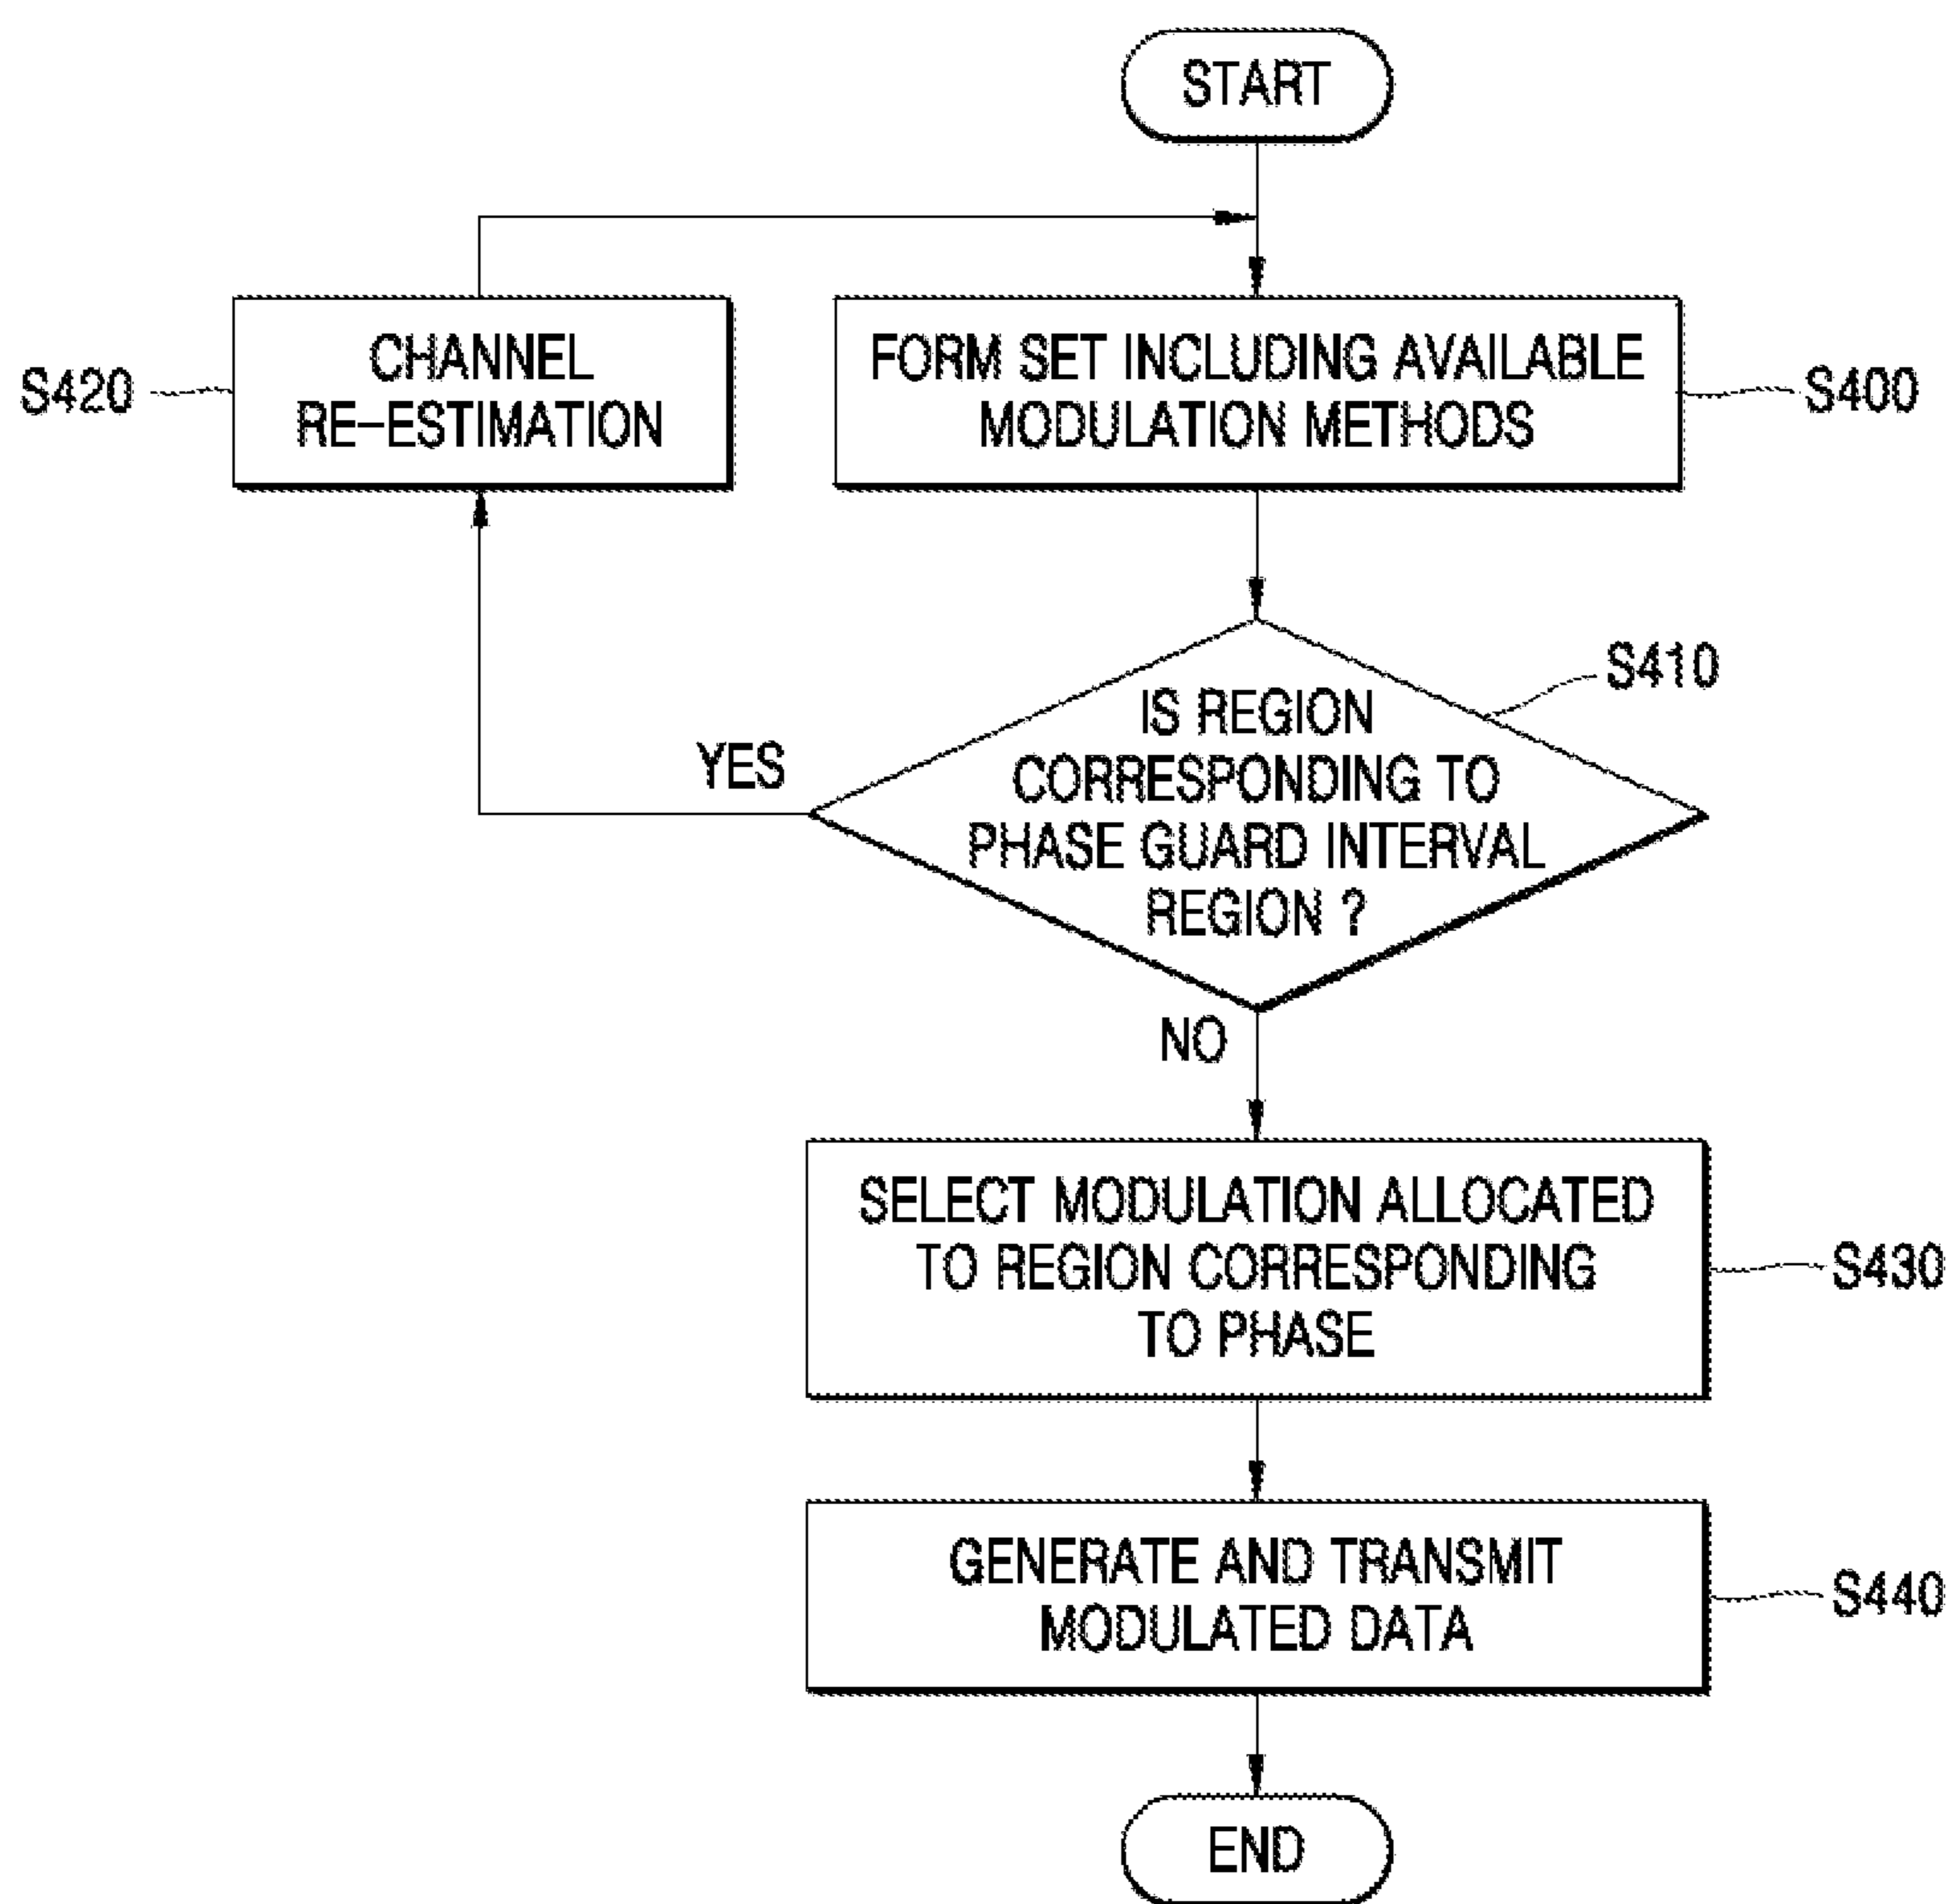 START
CHANNEL
RE-ESTIMATION
S420
FORM SET INCLUDING AVAILABLE
MODULATION METHODS
S400
IS REGION
CORRESPONDING TO
PHASE GUARD INTERVAL
REGION ?
S410
YES
NO
SELECT MODULATION ALLOCATED
TO REGION CORRESPONDING
TO PHASE
S430
GENERATE AND TRANSMIT
MODULATED DATA
S440
END